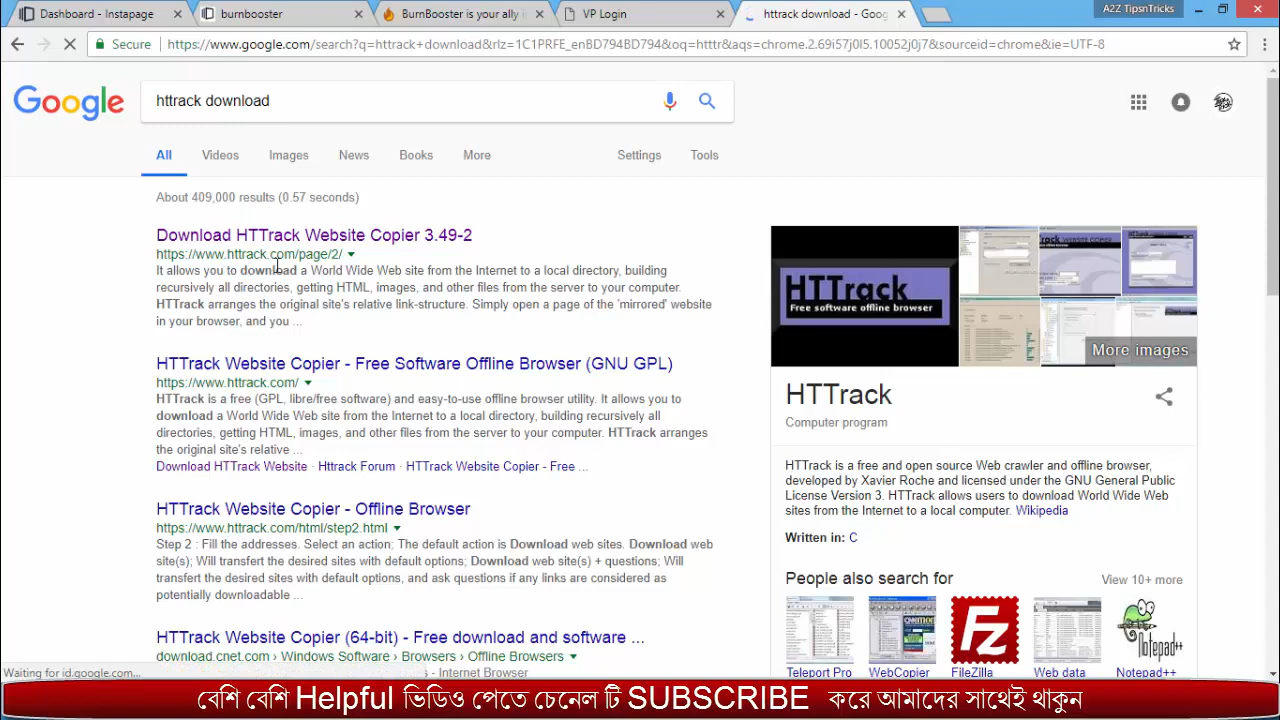 Dashboard - Instapage
burnbooster
BurnBooster is your ally i
VP Login
httrack download - Goog
A2Z TipsnTricks
Secure
https://www.google.com/search?q=httrack+download&rlz=1C1PRFE_enBD794BD794&oq=htttr&aqs=chrome.2.69i57j0l5.10052j0j7&sourceid=chrome&ie=UTF-8
Google
httrack download
All Videos Images News Books More Settings Tools
About 409,000 results (0.57 seconds)
Download HTTrack Website Copier 3.49-2
https://www.httrack.com/page/2/
It allows you to download a World Wide Web site from the Internet to a local directory, building
recursively all directories, getting HTML, images, and other files from the server to your computer.
HTTrack arranges the original site's relative link-structure. Simply open a page of the 'mirrored' website
in your browser, and you ...
HTTrack Website Copier - Free Software Offline Browser (GNU GPL)
https://www.httrack.com/
HTTrack is a free (GPL, libre/free software) and easy-to-use offline browser utility. It allows you to
download a World Wide Web site from the Internet to a local directory, building recursively all
directories, getting HTML, images, and other files from the server to your computer. HTTrack arranges
the original site's relative ...
Download HTTrack Website · Httrack Forum · HTTrack Website Copier - Free ...
HTTrack Website Copier - Offline Browser
https://www.httrack.com/html/step2.html
Step 2 : Fill the addresses. Select an action; The default action is Download web sites. Download web
site(s); Will transfert the desired sites with default options; Download web site(s) + questions; Will
transfert the desired sites with default options, and ask questions if any links are considered as
potentially downloadable ...
HTTrack Website Copier (64-bit) - Free download and software ...
download.cnet.com › Windows Software › Browsers › Offline Browsers
- Internet Browser
Waiting for id.google.com...
HTTrack
Free software offline browser
More images
HTTrack
Computer program
HTTrack is a free and open source Web crawler and offline browser,
developed by Xavier Roche and licensed under the GNU General Public
License Version 3. HTTrack allows users to download World Wide Web
sites from the Internet to a local computer. Wikipedia
Written in: C
People also search for
View 10+ more
Teleport Pro WebCopier FileZilla Web data Notepad++
বেশি বেশি Helpful ভিডিও পেতে চেনেল টি SUBSCRIBE করে আমাদের সাথেই থাকুন